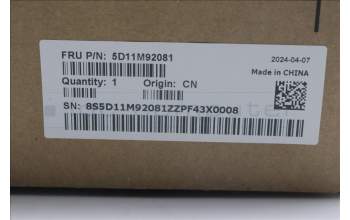 FRU P/N: 5D11M92081
2024-04-07
Made in CHINA
Quantity: 1 Origin: CN
SN: 8S5D11M92081ZZPF43X0008